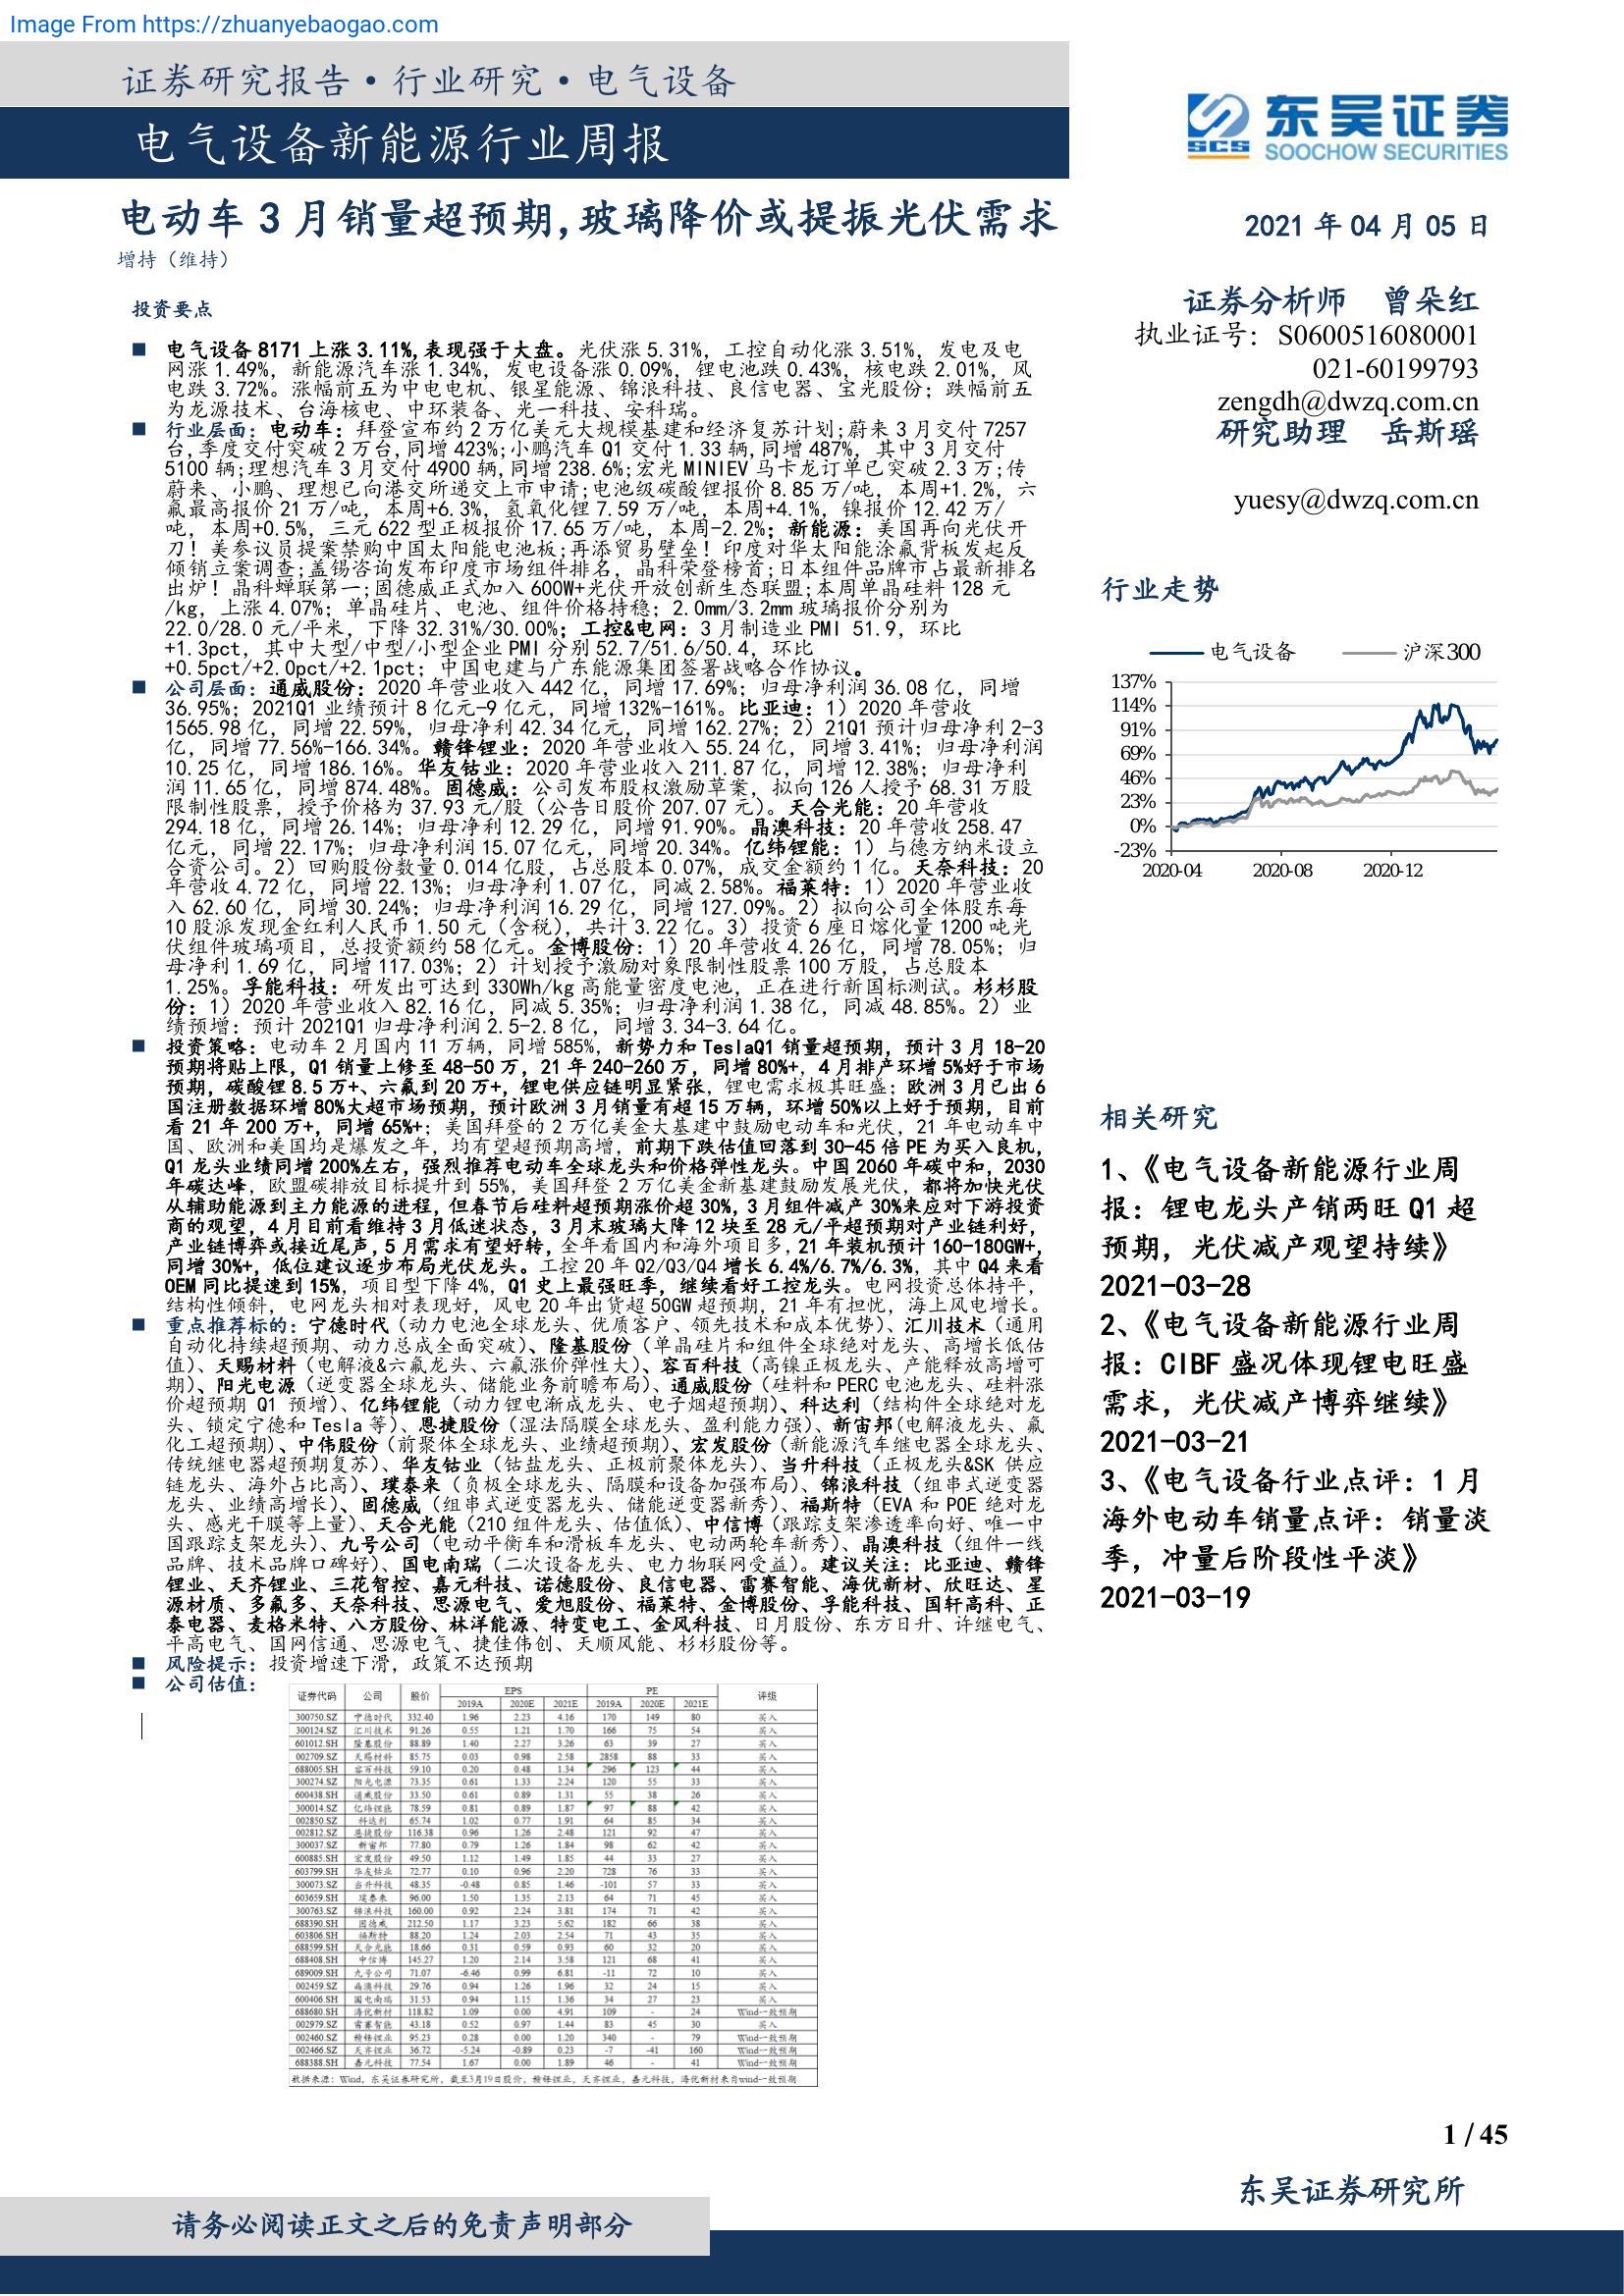 Image From https://zhuanyebaogao.com
证券研究报告·行业研究·电气设备
电气设备新能源行业周报
东吴证券
SCS
SOOCHOW SECURITIES
电动车 3 月销量超预期,玻璃降价或提振光伏需求
增持（维持）
2021 年 04 月 05 日
证券分析师 曾朵红
执业证号：S0600516080001
021-60199793
zengdh@dwzq.com.cn
研究助理 岳斯瑶
yuesy@dwzq.com.cn
投资要点
■ 电气设备 8171 上涨 3.11%,表现强于大盘。光伏涨 5.31%，工控自动化涨 3.51%，发电及电
网涨 1.49%，新能源汽车涨 1.34%，发电设备涨 0.09%，锂电池跌 0.43%，核电跌 2.01%，风
电跌 3.72%。涨幅前五为中电电机、银星能源、锦浪科技、良信电器、宝光股份；跌幅前五
为龙源技术、台海核电、中环装备、光一科技、安科瑞。
■ 行业层面：电动车：拜登宣布约 2 万亿美元大规模基建和经济复苏计划;蔚来 3 月交付 7257
台,季度交付突破 2 万台,同增 423%;小鹏汽车 Q1 交付 1.33 辆,同增 487%，其中 3 月交付
5100 辆;理想汽车 3 月交付 4900 辆,同增 238.6%;宏光 MINIEV 马卡龙订单已突破 2.3 万;传
蔚来、小鹏、理想已向港交所递交上市申请;电池级碳酸锂报价 8.85 万/吨，本周+1.2%，六
氟最高报价 21 万/吨，本周+6.3%，氢氧化锂 7.59 万/吨，本周+4.1%，镍报价 12.42 万/
吨，本周+0.5%，三元 622 型正极报价 17.65 万/吨，本周-2.2%；新能源：美国再向光伏开
刀！美参议员提案禁购中国太阳能电池板;再添贸易壁垒！印度对华太阳能涂氟背板发起反
倾销立案调查;盖锡咨询发布印度市场组件排名，晶科荣登榜首;日本组件品牌市占最新排名
出炉！晶科蝉联第一;固德威正式加入 600W+光伏开放创新生态联盟;本周单晶硅料 128 元
/kg，上涨 4.07%；单晶硅片、电池、组件价格持稳；2.0mm/3.2mm 玻璃报价分别为
22.0/28.0 元/平米，下降 32.31%/30.00%；工控&电网：3 月制造业 PMI 51.9，环比
+1.3pct，其中大型/中型/小型企业 PMI 分别 52.7/51.6/50.4，环比
+0.5pct/+2.0pct/+2.1pct；中国电建与广东能源集团签署战略合作协议。
■ 公司层面：通威股份：2020 年营业收入 442 亿，同增 17.69%；归母净利润 36.08 亿，同增
36.95%；2021Q1 业绩预计 8 亿元-9 亿元，同增 132%-161%。比亚迪：1）2020 年营收
1565.98 亿，同增 22.59%，归母净利 42.34 亿元，同增 162.27%；2）21Q1 预计归母净利 2-3
亿，同增 77.56%-166.34%。赣锋锂业：2020 年营业收入 55.24 亿，同增 3.41%；归母净利润
10.25 亿，同增 186.16%。华友钴业：2020 年营业收入 211.87 亿，同增 12.38%；归母净利
润 11.65 亿，同增 874.48%。固德威：公司发布股权激励草案，拟向 126 人授予 68.31 万股
限制性股票，授予价格为 37.93 元/股（公告日股价 207.07 元）。天合光能：20 年营收
294.18 亿，同增 26.14%；归母净利 12.29 亿，同增 91.90%。晶澳科技：20 年营收 258.47
亿元，同增 22.17%；归母净利润 15.07 亿元，同增 20.34%。亿纬锂能：1）与德方纳米设立
合资公司。2）回购股份数量 0.014 亿股，占总股本 0.07%，成交金额约 1 亿。天奈科技：20
年营收 4.72 亿，同增 22.13%；归母净利 1.07 亿，同减 2.58%。福莱特：1）2020 年营业收
入 62.60 亿，同增 30.24%；归母净利润 16.29 亿，同增 127.09%。2）拟向公司全体股东每
10 股派发现金红利人民币 1.50 元（含税），共计 3.22 亿。3）投资 6 座日熔化量 1200 吨光
伏组件玻璃项目，总投资额约 58 亿元。金博股份：1）20 年营收 4.26 亿，同增 78.05%；归
母净利 1.69 亿，同增 117.03%；2）计划授予激励对象限制性股票 100 万股，占总股本
1.25%。孚能科技：研发出可达到 330Wh/kg 高能量密度电池，正在进行新国标测试。杉杉股
份：1）2020 年营业收入 82.16 亿，同减 5.35%；归母净利润 1.38 亿，同减 48.85%。2）业
绩预增：预计 2021Q1 归母净利润 2.5-2.8 亿，同增 3.34-3.64 亿。
■ 投资策略：电动车 2 月国内 11 万辆，同增 585%，新势力和 TeslaQ1 销量超预期，预计 3 月 18-20
预期将贴上限，Q1 销量上修至 48-50 万，21 年 240-260 万，同增 80%+，4 月排产环增 5%好于市场
预期，碳酸锂 8.5 万+、六氟到 20 万+，锂电供应链明显紧张，锂电需求极其旺盛；欧洲 3 月已出 6
国注册数据环增 80%大超市场预期，预计欧洲 3 月销量有超 15 万辆，环增 50%以上好于预期，目前
看 21 年 200 万+，同增 65%+；美国拜登的 2 万亿美金大基建中鼓励电动车和光伏，21 年电动车中
国、欧洲和美国均是爆发之年，均有望超预期高增，前期下跌估值回落到 30-45 倍 PE 为买入良机，
Q1 龙头业绩同增 200%左右，强烈推荐电动车全球龙头和价格弹性龙头。中国 2060 年碳中和，2030
年碳达峰，欧盟碳排放目标提升到 55%，美国拜登 2 万亿美金新基建鼓励发展光伏，都将加快光伏
从辅助能源到主力能源的进程，但春节后硅料超预期涨价超 30%，3 月组件减产 30%来应对下游投资
商的观望，4 月目前看维持 3 月低迷状态，3 月末玻璃大降 12 块至 28 元/平超预期对产业链利好，
产业链博弈或接近尾声,5 月需求有望好转,全年看国内和海外项目多,21 年装机预计 160-180GW+,
同增 30%+，低位建议逐步布局光伏龙头。工控 20 年 Q2/Q3/Q4 增长 6.4%/6.7%/6.3%，其中 Q4 来看
OEM 同比提速到 15%，项目型下降 4%，Q1 史上最强旺季，继续看好工控龙头。电网投资总体持平，
结构性倾斜，电网龙头相对表现好，风电 20 年出货超 50GW 超预期，21 年有担忧，海上风电增长。
■ 重点推荐标的：宁德时代（动力电池全球龙头、优质客户、领先技术和成本优势）、汇川技术（通用
自动化持续超预期、动力总成全面突破）、隆基股份（单晶硅片和组件全球绝对龙头、高增长低估
值）、天赐材料（电解液&六氟龙头、六氟涨价弹性大）、容百科技（高镍正极龙头、产能释放高增可
期）、阳光电源（逆变器全球龙头、储能业务前瞻布局）、通威股份（硅料和 PERC 电池龙头、硅料涨
价超预期 Q1 预增）、亿纬锂能（动力锂电渐成龙头、电子烟超预期）、科达利（结构件全球绝对龙
头、锁定宁德和 Tesla 等）、恩捷股份（湿法隔膜全球龙头、盈利能力强）、新宙邦(电解液龙头、氟
化工超预期）、中伟股份（前聚体全球龙头、业绩超预期）、宏发股份（新能源汽车继电器全球龙头、
传统继电器超预期复苏）、华友钴业（钴盐龙头、正极前聚体龙头）、当升科技（正极龙头&SK 供应
链龙头、海外占比高）、璞泰来（负极全球龙头、隔膜和设备加强布局）、锦浪科技（组串式逆变器
龙头、业绩高增长）、固德威（组串式逆变器龙头、储能逆变器新秀）、福斯特（EVA 和 POE 绝对龙
头、感光干膜等上量）、天合光能（210 组件龙头、估值低）、中信博（跟踪支架渗透率向好、唯一中
国跟踪支架龙头）、九号公司（电动平衡车和滑板车龙头、电动两轮车新秀）、晶澳科技（组件一线
品牌、技术品牌口碑好）、国电南瑞（二次设备龙头、电力物联网受益）。建议关注：比亚迪、赣锋
锂业、天齐锂业、三花智控、嘉元科技、诺德股份、良信电器、雷赛智能、海优新材、欣旺达、星
源材质、多氟多、天奈科技、思源电气、爱旭股份、福莱特、金博股份、孚能科技、国轩高科、正
泰电器、麦格米特、八方股份、林洋能源、特变电工、金风科技、日月股份、东方日升、许继电气、
平高电气、国网信通、思源电气、捷佳伟创、天顺风能、杉杉股份等。
■ 风险提示：投资增速下滑，政策不达预期
■ 公司估值：
证券代码 公司 股价 EPS PE 评级
2019A 2020E 2021E 2019A 2020E 2021E
300750.SZ 宁德时代 332.40 1.96 2.23 4.16 170 149 80 买入
300124.SZ 汇川技术 91.26 0.55 1.21 1.70 166 75 54 买入
601012.SH 隆基股份 88.89 1.40 2.27 3.26 63 39 27 买入
002709.SZ 天赐材料 85.75 0.03 0.98 2.58 2858 88 33 买入
688005.SH 容百科技 59.10 0.20 0.48 1.34 296 123 44 买入
300274.SZ 阳光电源 73.35 0.61 1.33 2.24 120 55 33 买入
600438.SH 通威股份 33.50 0.61 0.89 1.31 55 38 26 买入
300014.SZ 亿纬锂能 78.59 0.81 0.89 1.87 97 88 42 买入
002850.SZ 科达利 65.74 1.02 0.77 1.91 64 85 34 买入
002812.SZ 恩捷股份 116.38 0.96 1.26 2.48 121 92 47 买入
300037.SZ 新宙邦 77.80 0.79 1.26 1.84 98 62 42 买入
600885.SH 宏发股份 49.50 1.12 1.49 1.85 44 33 27 买入
603799.SH 华友钴业 72.77 0.10 0.96 2.20 728 76 33 买入
300073.SZ 当升科技 48.35 -0.48 0.85 1.46 -101 57 33 买入
603659.SH 璞泰来 96.00 1.50 1.35 2.13 64 71 45 买入
300763.SZ 锦浪科技 160.00 0.92 2.24 3.81 174 71 42 买入
688390.SH 固德威 212.50 1.17 3.23 5.62 182 66 38 买入
603806.SH 福斯特 88.20 1.24 2.03 2.54 71 43 35 买入
688599.SH 天合光能 18.66 0.31 0.59 0.93 60 32 20 买入
688408.SH 中信博 145.27 1.20 2.14 3.58 121 68 41 买入
689009.SH 九号公司 71.07 -6.46 0.99 6.81 -11 72 10 买入
002459.SZ 晶澳科技 29.76 0.94 1.26 1.96 32 24 15 买入
600406.SH 国电南瑞 31.53 0.94 1.15 1.36 34 27 23 买入
688680.SH 海优新材 118.82 1.09 0.00 4.91 109 - 24 Wind一致预期
002979.SZ 雷赛智能 43.18 0.52 0.97 1.44 83 45 30 买入
002460.SZ 赣锋锂业 95.23 0.28 0.00 1.20 340 - 79 Wind一致预期
002466.SZ 天齐锂业 36.72 -5.24 -0.89 0.23 -7 -41 160 Wind一致预期
688388.SH 嘉元科技 77.54 1.67 0.00 1.89 46 - 41 Wind一致预期
数据来源：Wind，东吴证券研究所，截至3月19日股价，赣锋锂业，天齐锂业，嘉元科技，海优新材来自wind一致预期
行业走势
电气设备 沪深300
137%
114%
91%
69%
46%
23%
0%
-23%
2020-04 2020-08 2020-12
相关研究
1、《电气设备新能源行业周
报：锂电龙头产销两旺 Q1 超
预期，光伏减产观望持续》
2021-03-28
2、《电气设备新能源行业周
报：CIBF 盛况体现锂电旺盛
需求，光伏减产博弈继续》
2021-03-21
3、《电气设备行业点评：1 月
海外电动车销量点评：销量淡
季，冲量后阶段性平淡》
2021-03-19
1 / 45
东吴证券研究所
请务必阅读正文之后的免责声明部分